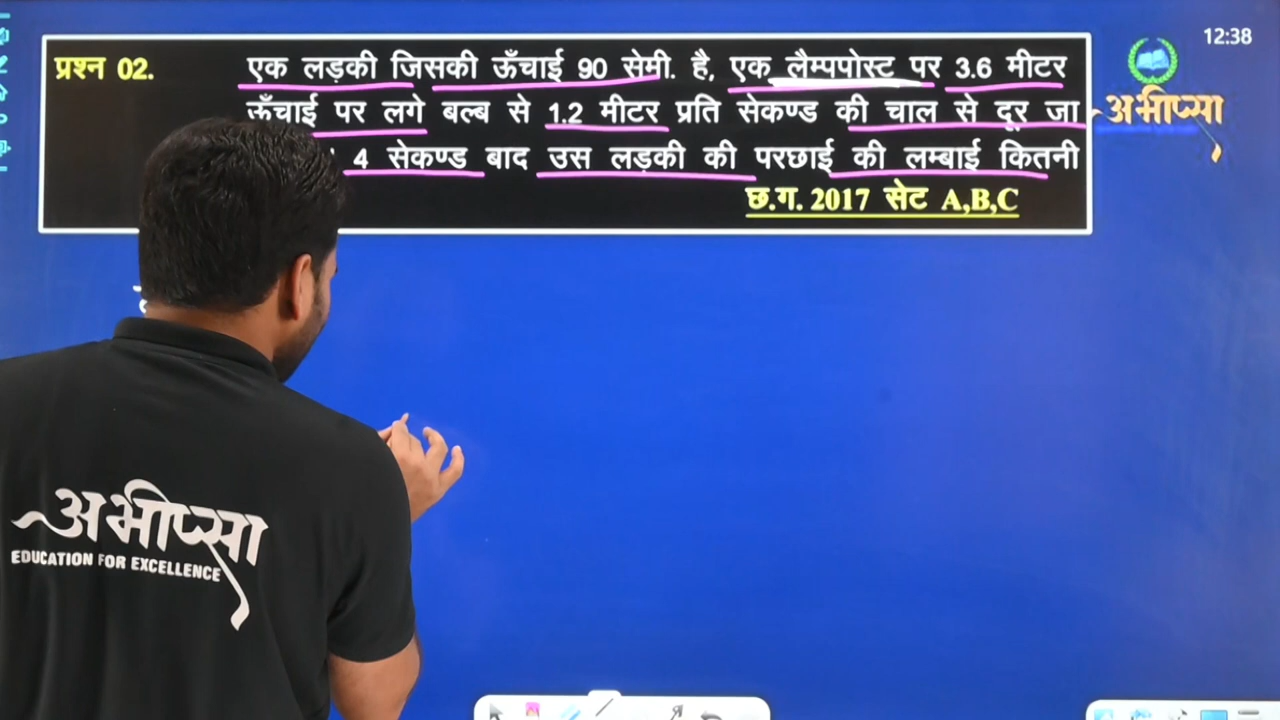 12:38
प्रश्न 02. एक लड़की जिसकी ऊँचाई 90 सेमी. है, एक लैम्पपोस्ट पर 3.6 मीटर
ऊँचाई पर लगे बल्ब से 1.2 मीटर प्रति सेकण्ड की चाल से दूर जा
4 सेकण्ड बाद उस लड़की की परछाई की लम्बाई कितनी
छ.ग. 2017 सेट A,B,C
अभीप्सा
अभीप्सा
EDUCATION FOR EXCELLENCE